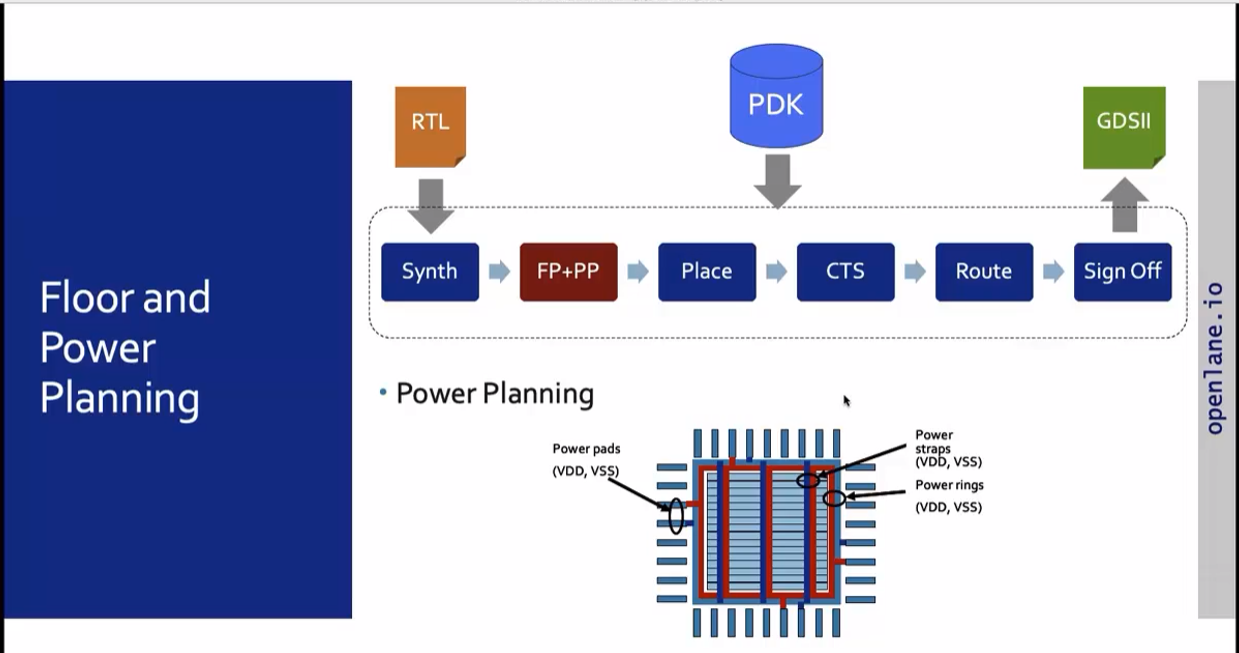 Floor and
Power
Planning
RTL
PDK
GDSII
Synth
FP+PP
Place
CTS
Route
Sign Off
• Power Planning
Power pads
(VDD, VSS)
Power
straps
(VDD, VSS)
Power rings
(VDD, VSS)
openlane.io